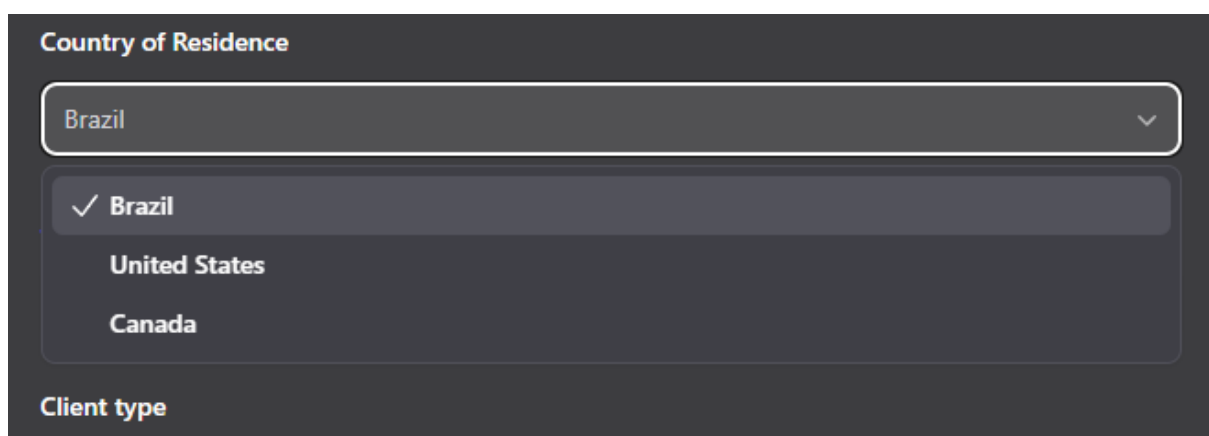 Country of Residence
Brazil
Brazil
United States
Canada
Client type